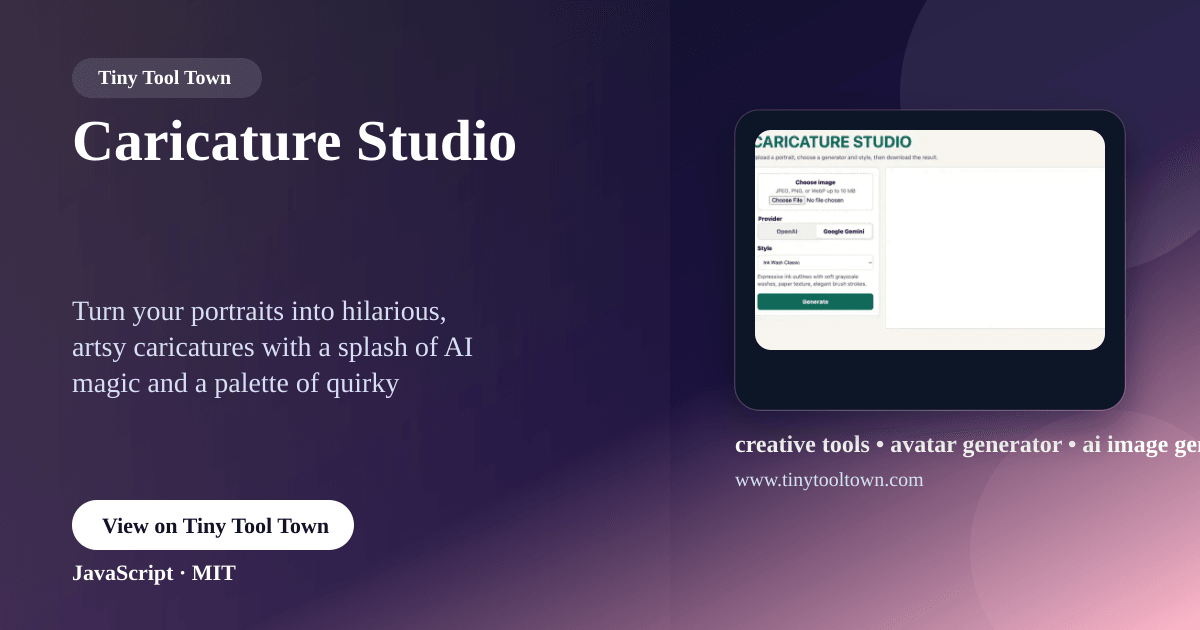 Tiny Tool Town
Caricature Studio
Turn your portraits into hilarious,
artsy caricatures with a splash of AI
magic and a palette of quirky
View on Tiny Tool Town
JavaScript · MIT
CARICATURE STUDIO
pload a portrait, choose a generator and style, then download the result.
Choose image
JPEG, PNG, or WebP up to 10 MB
Choose File No file chosen
Provider
OpenAI Google Gemini
Style
Ink Wash Classic
Expressive ink outlines with soft grayscale
washes, paper texture, elegant brush strokes.
Generate
creative tools • avatar generator • ai image ge
www.tinytooltown.com